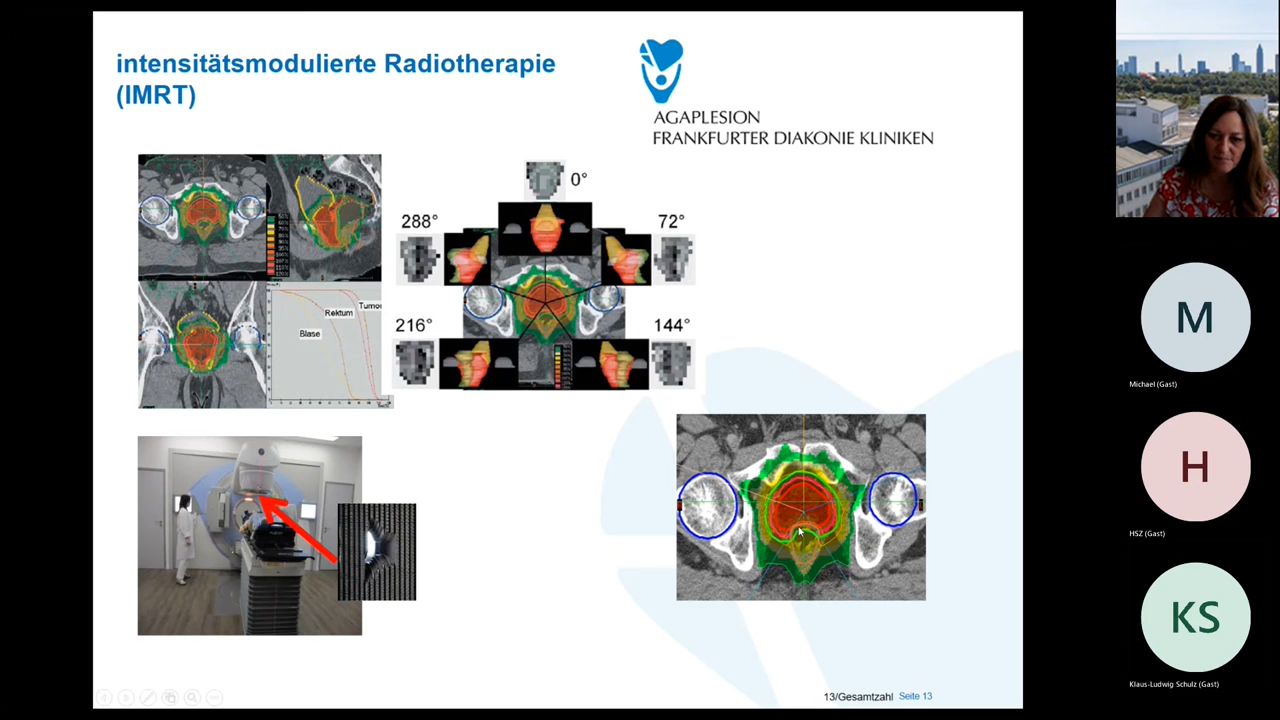 intensitätsmodulierte Radiotherapie
(IMRT)
AGAPLESION
FRANKFURTER DIAKONIE KLINIKEN
0°
288°
72°
216°
144°
Rektum
Tumor
Blase
M
Michael (Gast)
H
HSZ (Gast)
KS
Klaus-Ludwig Schulz (Gast)
13/Gesamtzahl Seite 13